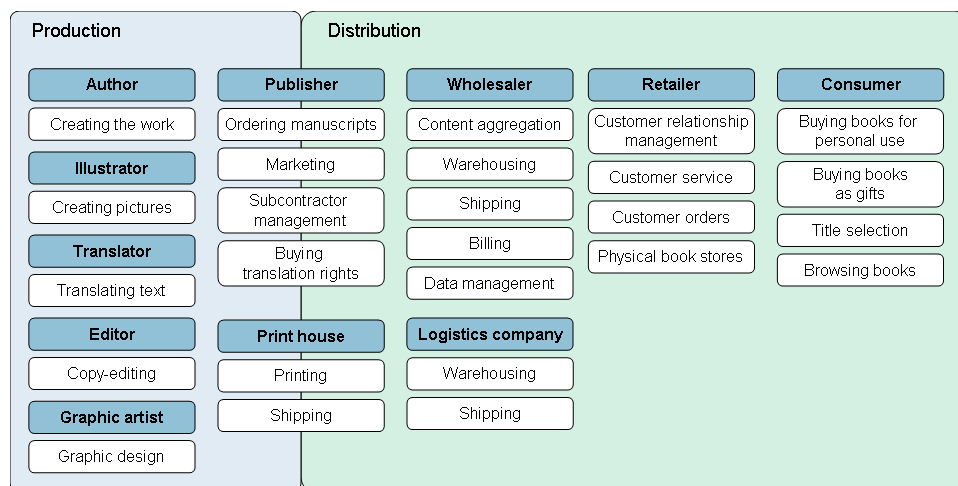 Production
Distribution
Author
Creating the work
Illustrator
Creating pictures
Translator
Translating text
Editor
Copy-editing
Graphic artist
Graphic design
Publisher
Ordering manuscripts
Marketing
Subcontractor
management
Buying
translation rights
Print house
Printing
Shipping
Wholesaler
Content aggregation
Warehousing
Shipping
Billing
Data management
Logistics company
Warehousing
Shipping
Retailer
Customer relationship
management
Customer service
Customer orders
Physical book stores
Consumer
Buying books for
personal use
Buying books
as gifts
Title selection
Browsing books